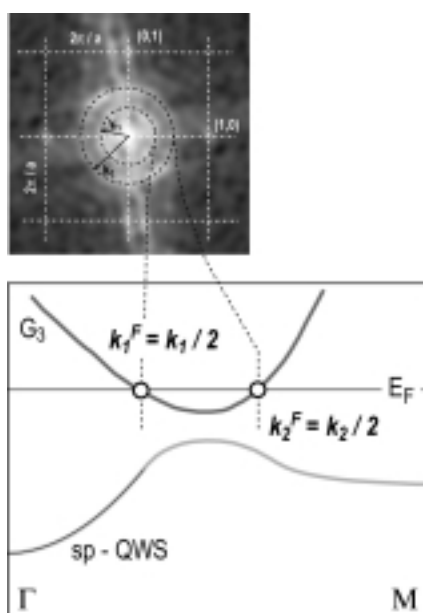 2π / a
(0,1)
k₁
(1,0)
k₂
2π / a
G₃
k₁ᶠ = k₁ / 2
E_F
k₂ᶠ = k₂ / 2
sp - QWS
Γ
M